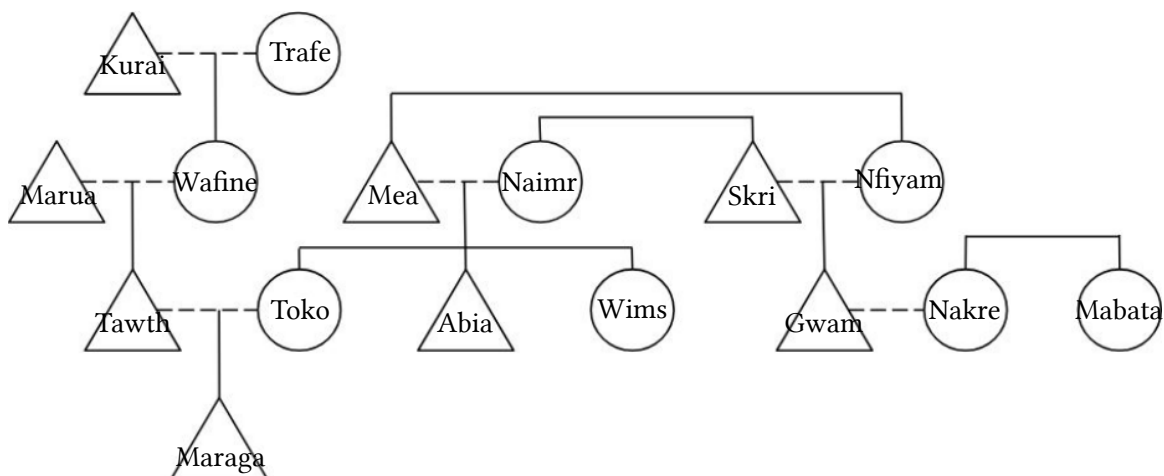 Kurai Trafe
Marua Wafine Mea Naimr Skri Nfiyam
Tawth Toko Abia Wims Gwam Nakre Mabata
Maraga